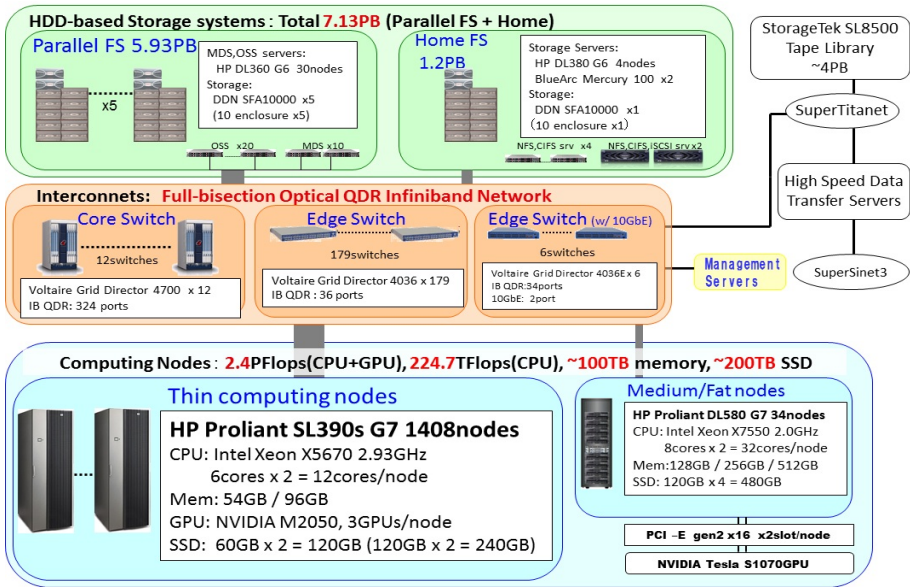 HDD-based Storage systems: Total 7.13PB (Parallel FS + Home)
Parallel FS 5.93PB
x5
MDS,OSS servers:
HP DL360 G6 30nodes
Storage:
DDN SFA10000 x5
(10 enclosure x5)
OSS x20
MDS x10
Home FS
1.2PB
Storage Servers:
HP DL380 G6 4nodes
BlueArc Mercury 100 x2
Storage:
DDN SFA10000 x1
(10 enclosure x1)
NFS,CIFS srv x4
NFS,CIFS,iSCSI srv x2
StorageTek SL8500
Tape Library
~4PB
SuperTitanet
High Speed Data
Transfer Servers
SuperSinet3
Interconnets: Full-bisection Optical QDR Infiniband Network
Core Switch
12switches
Voltaire Grid Director 4700 x 12
IB QDR: 324 ports
Edge Switch
179switches
Voltaire Grid Director 4036 x 179
IB QDR : 36 ports
Edge Switch (w/ 10GbE)
6switches
Voltaire Grid Director 4036E x 6
IB QDR:34ports
10GbE: 2port
Management
Servers
Computing Nodes: 2.4PFlops(CPU+GPU), 224.7TFlops(CPU), ~100TB memory, ~200TB SSD
Thin computing nodes
HP Proliant SL390s G7 1408nodes
CPU: Intel Xeon X5670 2.93GHz
6cores x 2 = 12cores/node
Mem: 54GB / 96GB
GPU: NVIDIA M2050, 3GPUs/node
SSD: 60GB x 2 = 120GB (120GB x 2 = 240GB)
Medium/Fat nodes
HP Proliant DL580 G7 34nodes
CPU: Intel Xeon X7550 2.0GHz
8cores x 2 = 32cores/node
Mem:128GB / 256GB / 512GB
SSD: 120GB x 4 = 480GB
PCI –E gen2 x16 x2slot/node
NVIDIA Tesla S1070GPU